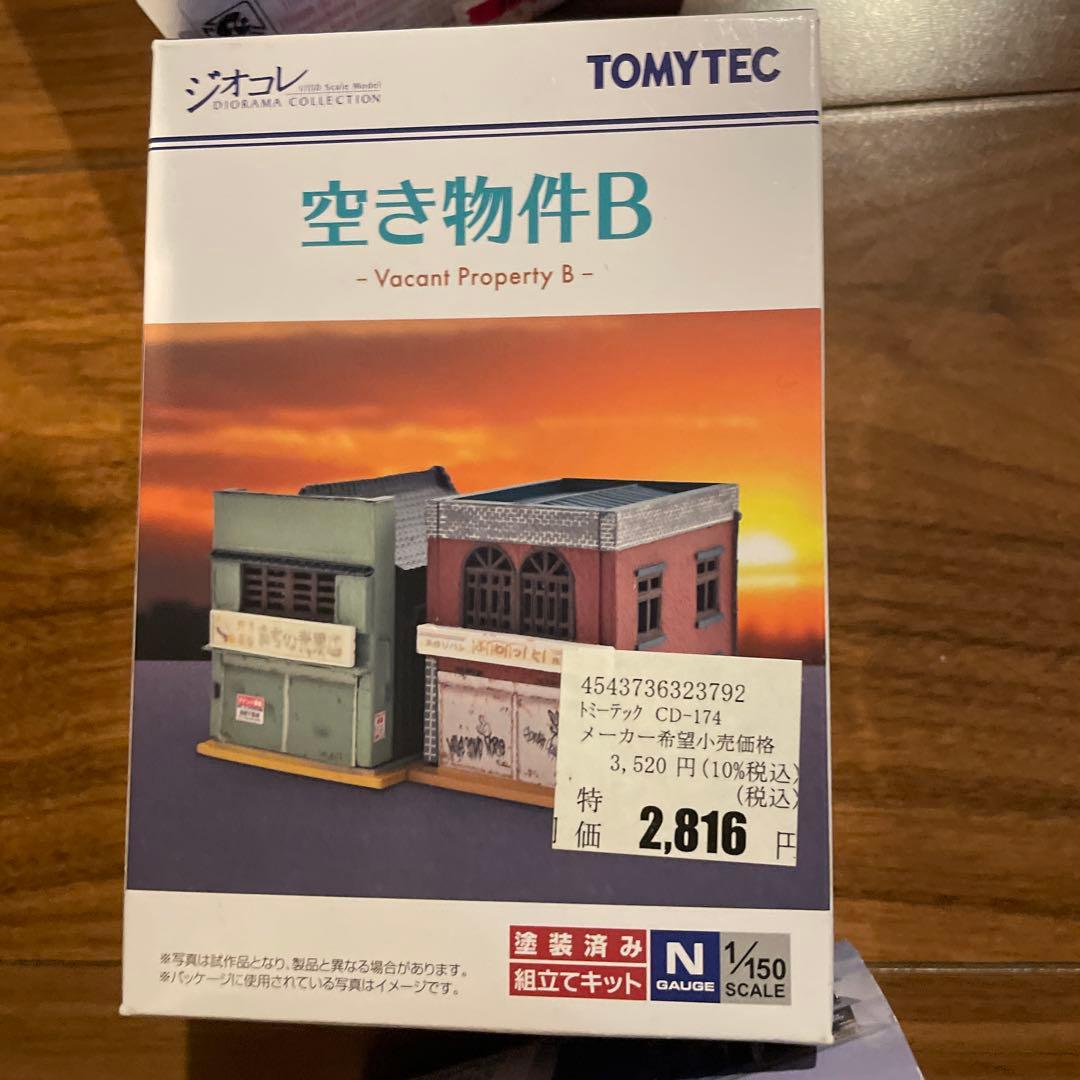 ジオコレ
1/150 Scale Model
DIORAMA COLLECTION
TOMYTEC
空き物件B
– Vacant Property B –
4543736323792
トミーテック CD-174
メーカー希望小売価格
3,520 円(10%税込)
(税込)
特価 2,816 円
※写真は試作品となり、製品と異なる場合があります。
※パッケージに使用されている写真はイメージです。
塗装済み
組立てキット
N
GAUGE
1/150
SCALE